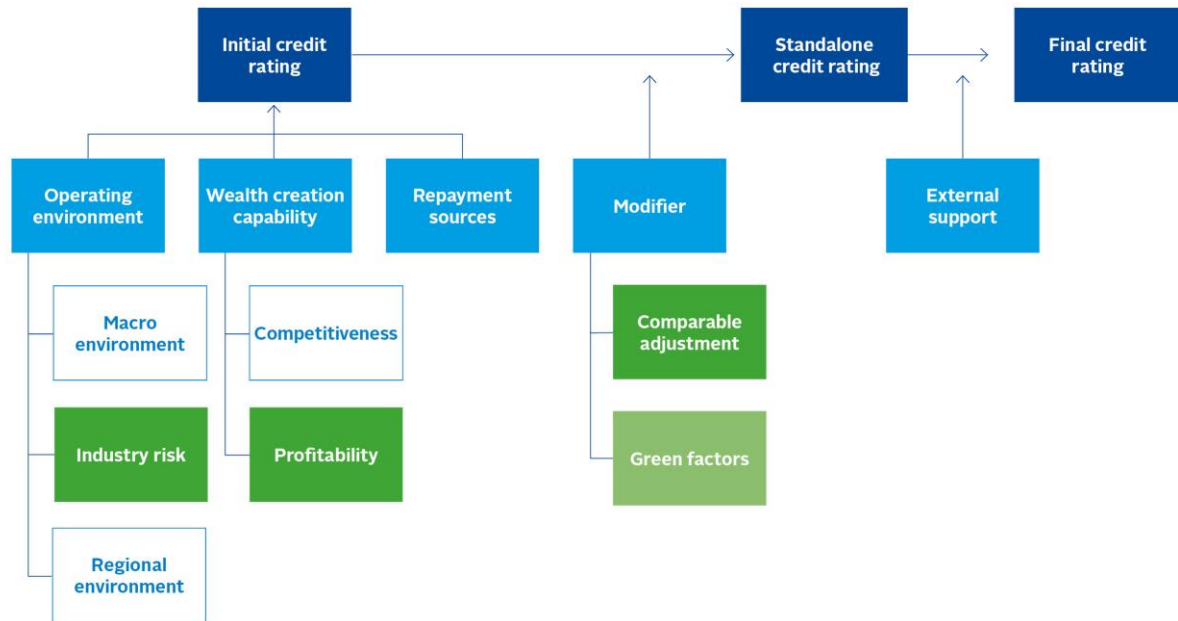 Initial credit
rating
Standalone
credit rating
Final credit
rating
Operating
environment
Wealth creation
capability
Repayment
sources
Modifier
External
support
Macro
environment
Competitiveness
Comparable
adjustment
Industry risk
Profitability
Green factors
Regional
environment